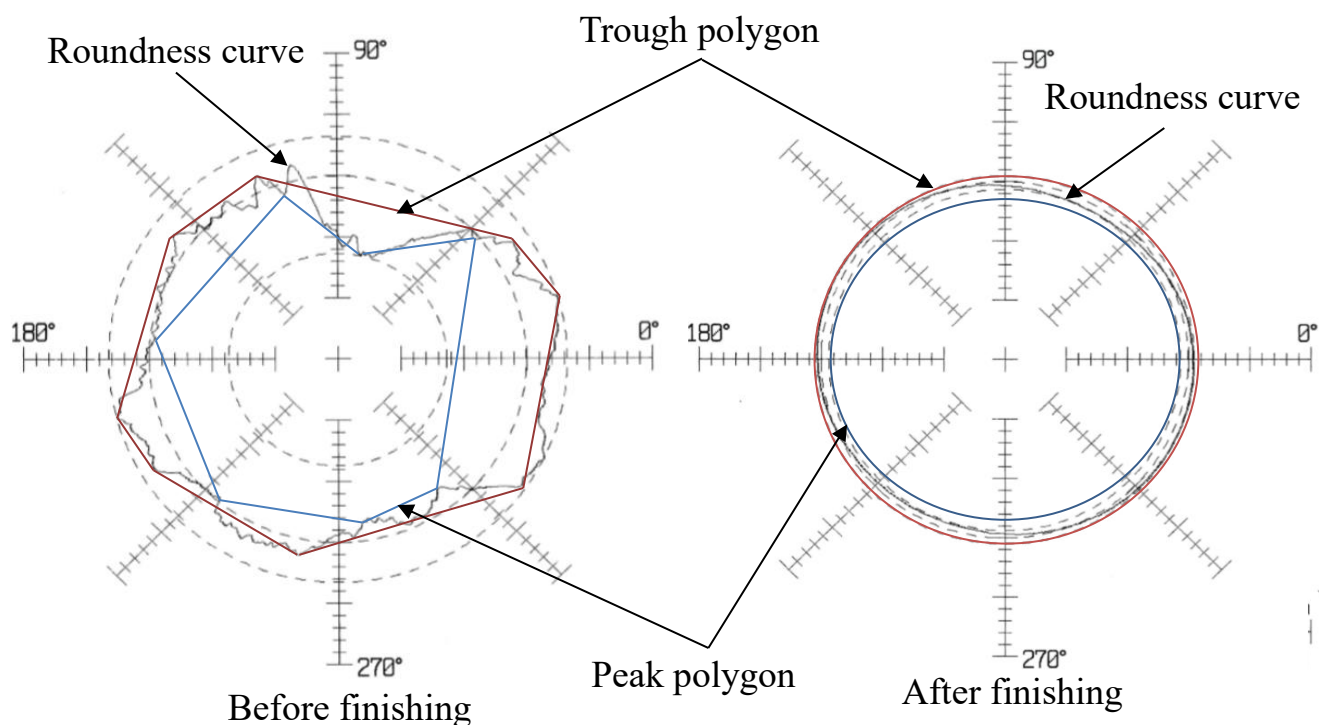 Trough polygon
Roundness curve
90°
90°
Roundness curve
180°
0°
180°
0°
270°
270°
Peak polygon
Before finishing
After finishing